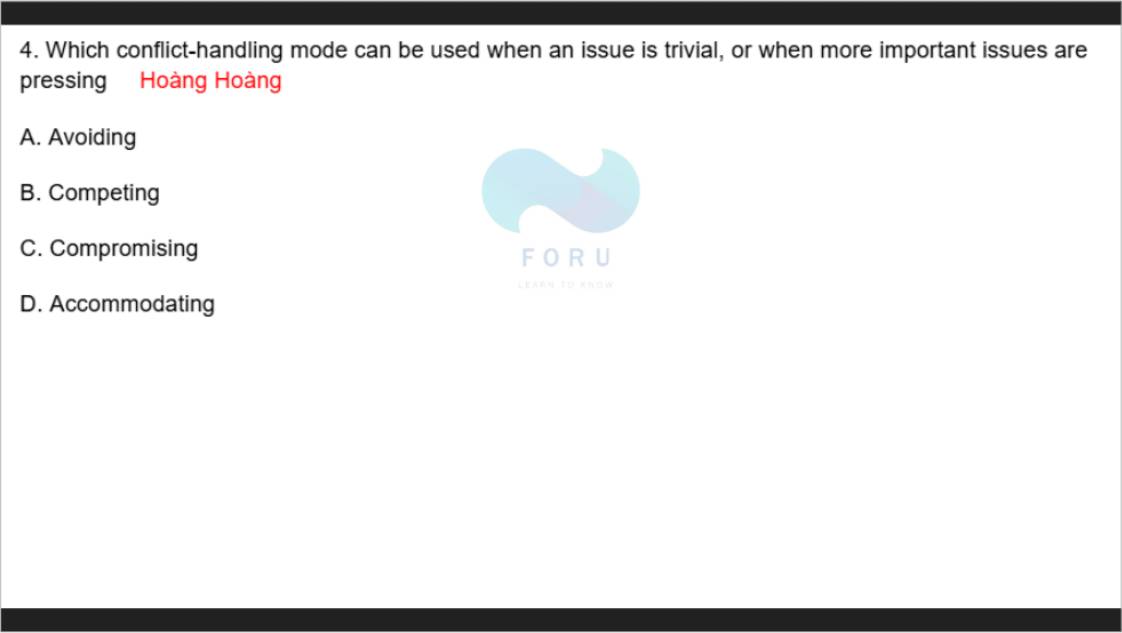 4. Which conflict-handling mode can be used when an issue is trivial, or when more important issues are
pressing Hoàng Hoàng
A. Avoiding
B. Competing
C. Compromising
D. Accommodating
FORU
LEARN TO KNOW